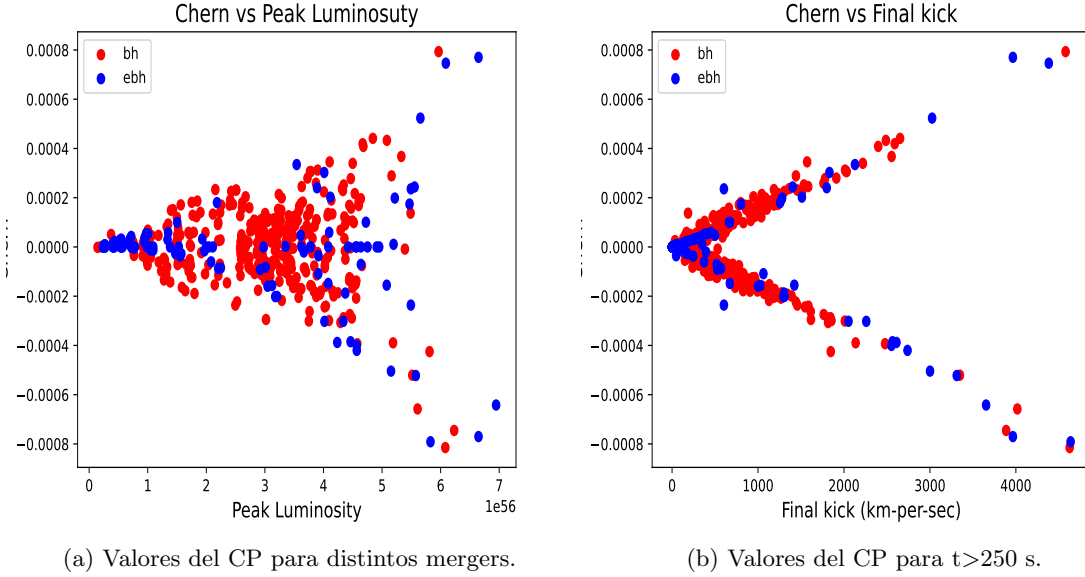 Chern vs Peak Luminosuty
bh
ebh
0.0008
0.0006
0.0004
0.0002
0.0000
−0.0002
−0.0004
−0.0006
−0.0008
0 1 2 3 4 5 6 7
1e56
Peak Luminosity
(a) Valores del CP para distintos mergers.
Chern vs Final kick
bh
ebh
0.0008
0.0006
0.0004
0.0002
0.0000
−0.0002
−0.0004
−0.0006
−0.0008
0 1000 2000 3000 4000
Final kick (km-per-sec)
(b) Valores del CP para t>250 s.